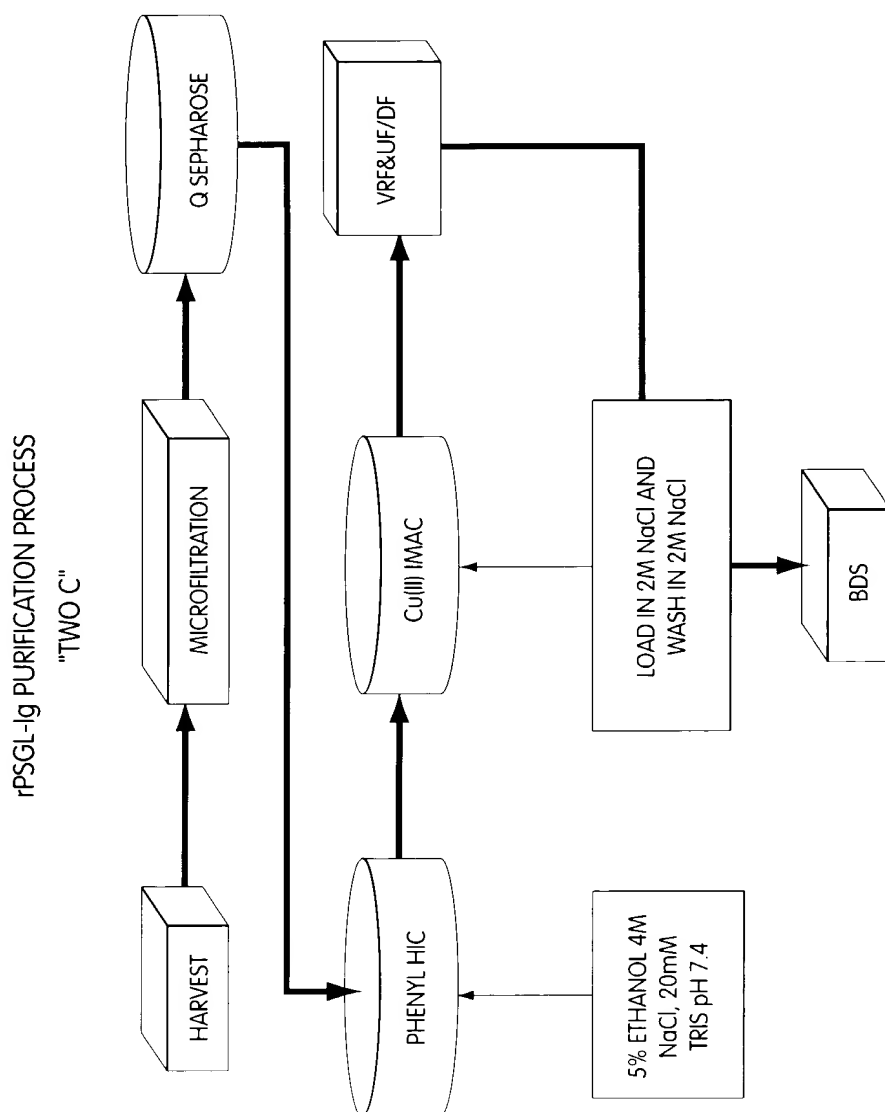 rPSGL-Ig PURIFICATION PROCESS
"TWO C"
HARVEST
MICROFILTRATION
Q SEPHAROSE
PHENYL HIC
Cu(II) IMAC
VRF&UF/DF
5% ETHANOL 4M
NaCl, 20mM
TRIS pH 7.4
LOAD IN 2M NaCl AND
WASH IN 2M NaCl
BDS